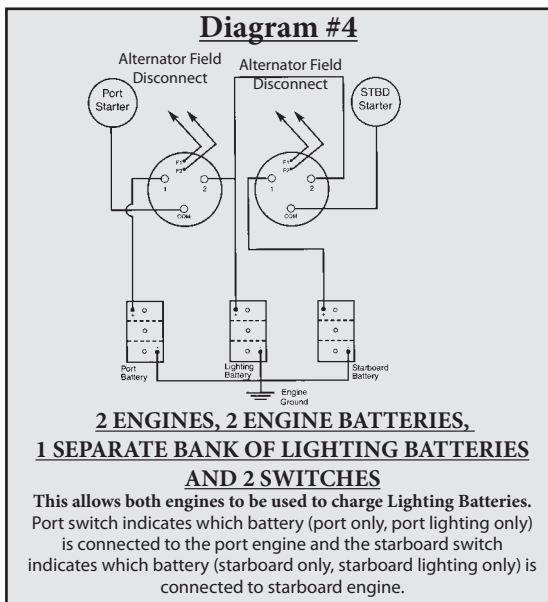 Diagram #4
Alternator Field
Disconnect
Alternator Field
Disconnect
Port
Starter
STBD
Starter
F1
F2
1
2
COM
F1
F2
1
2
COM
+
-
Port
Battery
+
-
Lighting
Battery
+
-
Starboard
Battery
Engine
Ground
2 ENGINES, 2 ENGINE BATTERIES,
1 SEPARATE BANK OF LIGHTING BATTERIES
AND 2 SWITCHES
This allows both engines to be used to charge Lighting Batteries.
Port switch indicates which battery (port only, port lighting only)
is connected to the port engine and the starboard switch
indicates which battery (starboard only, starboard lighting only) is
connected to starboard engine.